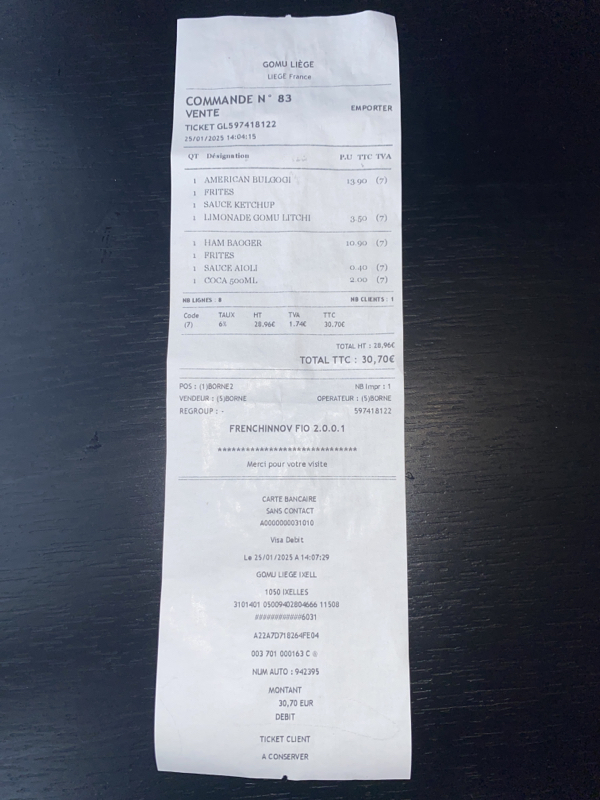 GOMU LIÈGE
LIEGE France
COMMANDE N° 83
VENTE
EMPORTER
TICKET GL597418122
25/01/2025 14:04:15
QT Désignation P.U TTC TVA
1 AMERICAN BULGOGI 13.90 (7)
1 FRITES
1 SAUCE KETCHUP
1 LIMONADE GOMU LITCHI 3.50 (7)
1 HAM BAOGER 10.90 (7)
1 FRITES
1 SAUCE AIOLI 0.40 (7)
1 COCA 500ML 2.00 (7)
NB LIGNES : 8 NB CLIENTS : 1
Code TAUX HT TVA TTC
(7) 6% 28.96€ 1.74€ 30.70€
TOTAL HT : 28,96€
TOTAL TTC : 30,70€
POS : (1)BORNE2 NB Impr : 1
VENDEUR : (5)BORNE OPERATEUR : (5)BORNE
REGROUP : - 597418122
FRENCHINNOV FIO 2.0.0.1
****************************
Merci pour votre visite
CARTE BANCAIRE
SANS CONTACT
A0000000031010
Visa Debit
Le 25/01/2025 A 14:07:29
GOMU LIEGE IXELL
1050 IXELLES
3101401 05009402804666 11508
############6031
A22A7D718264FE04
003 701 000163 C @
NUM AUTO : 942395
MONTANT
30,70 EUR
DEBIT
TICKET CLIENT
A CONSERVER